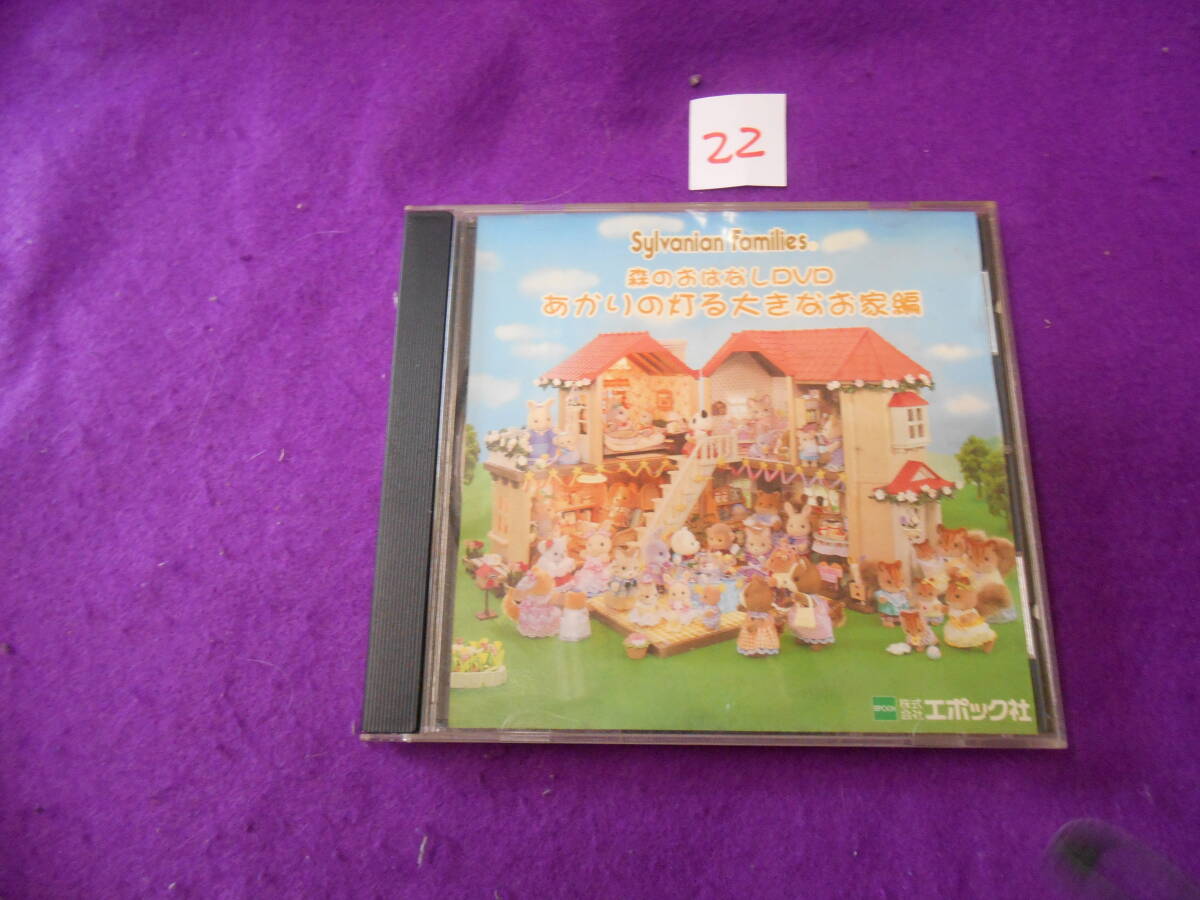 22
Sylvanian Families
森のおはなしDVD
あかりの灯る大きなお家編
EPOCH 株式会社 エポック社